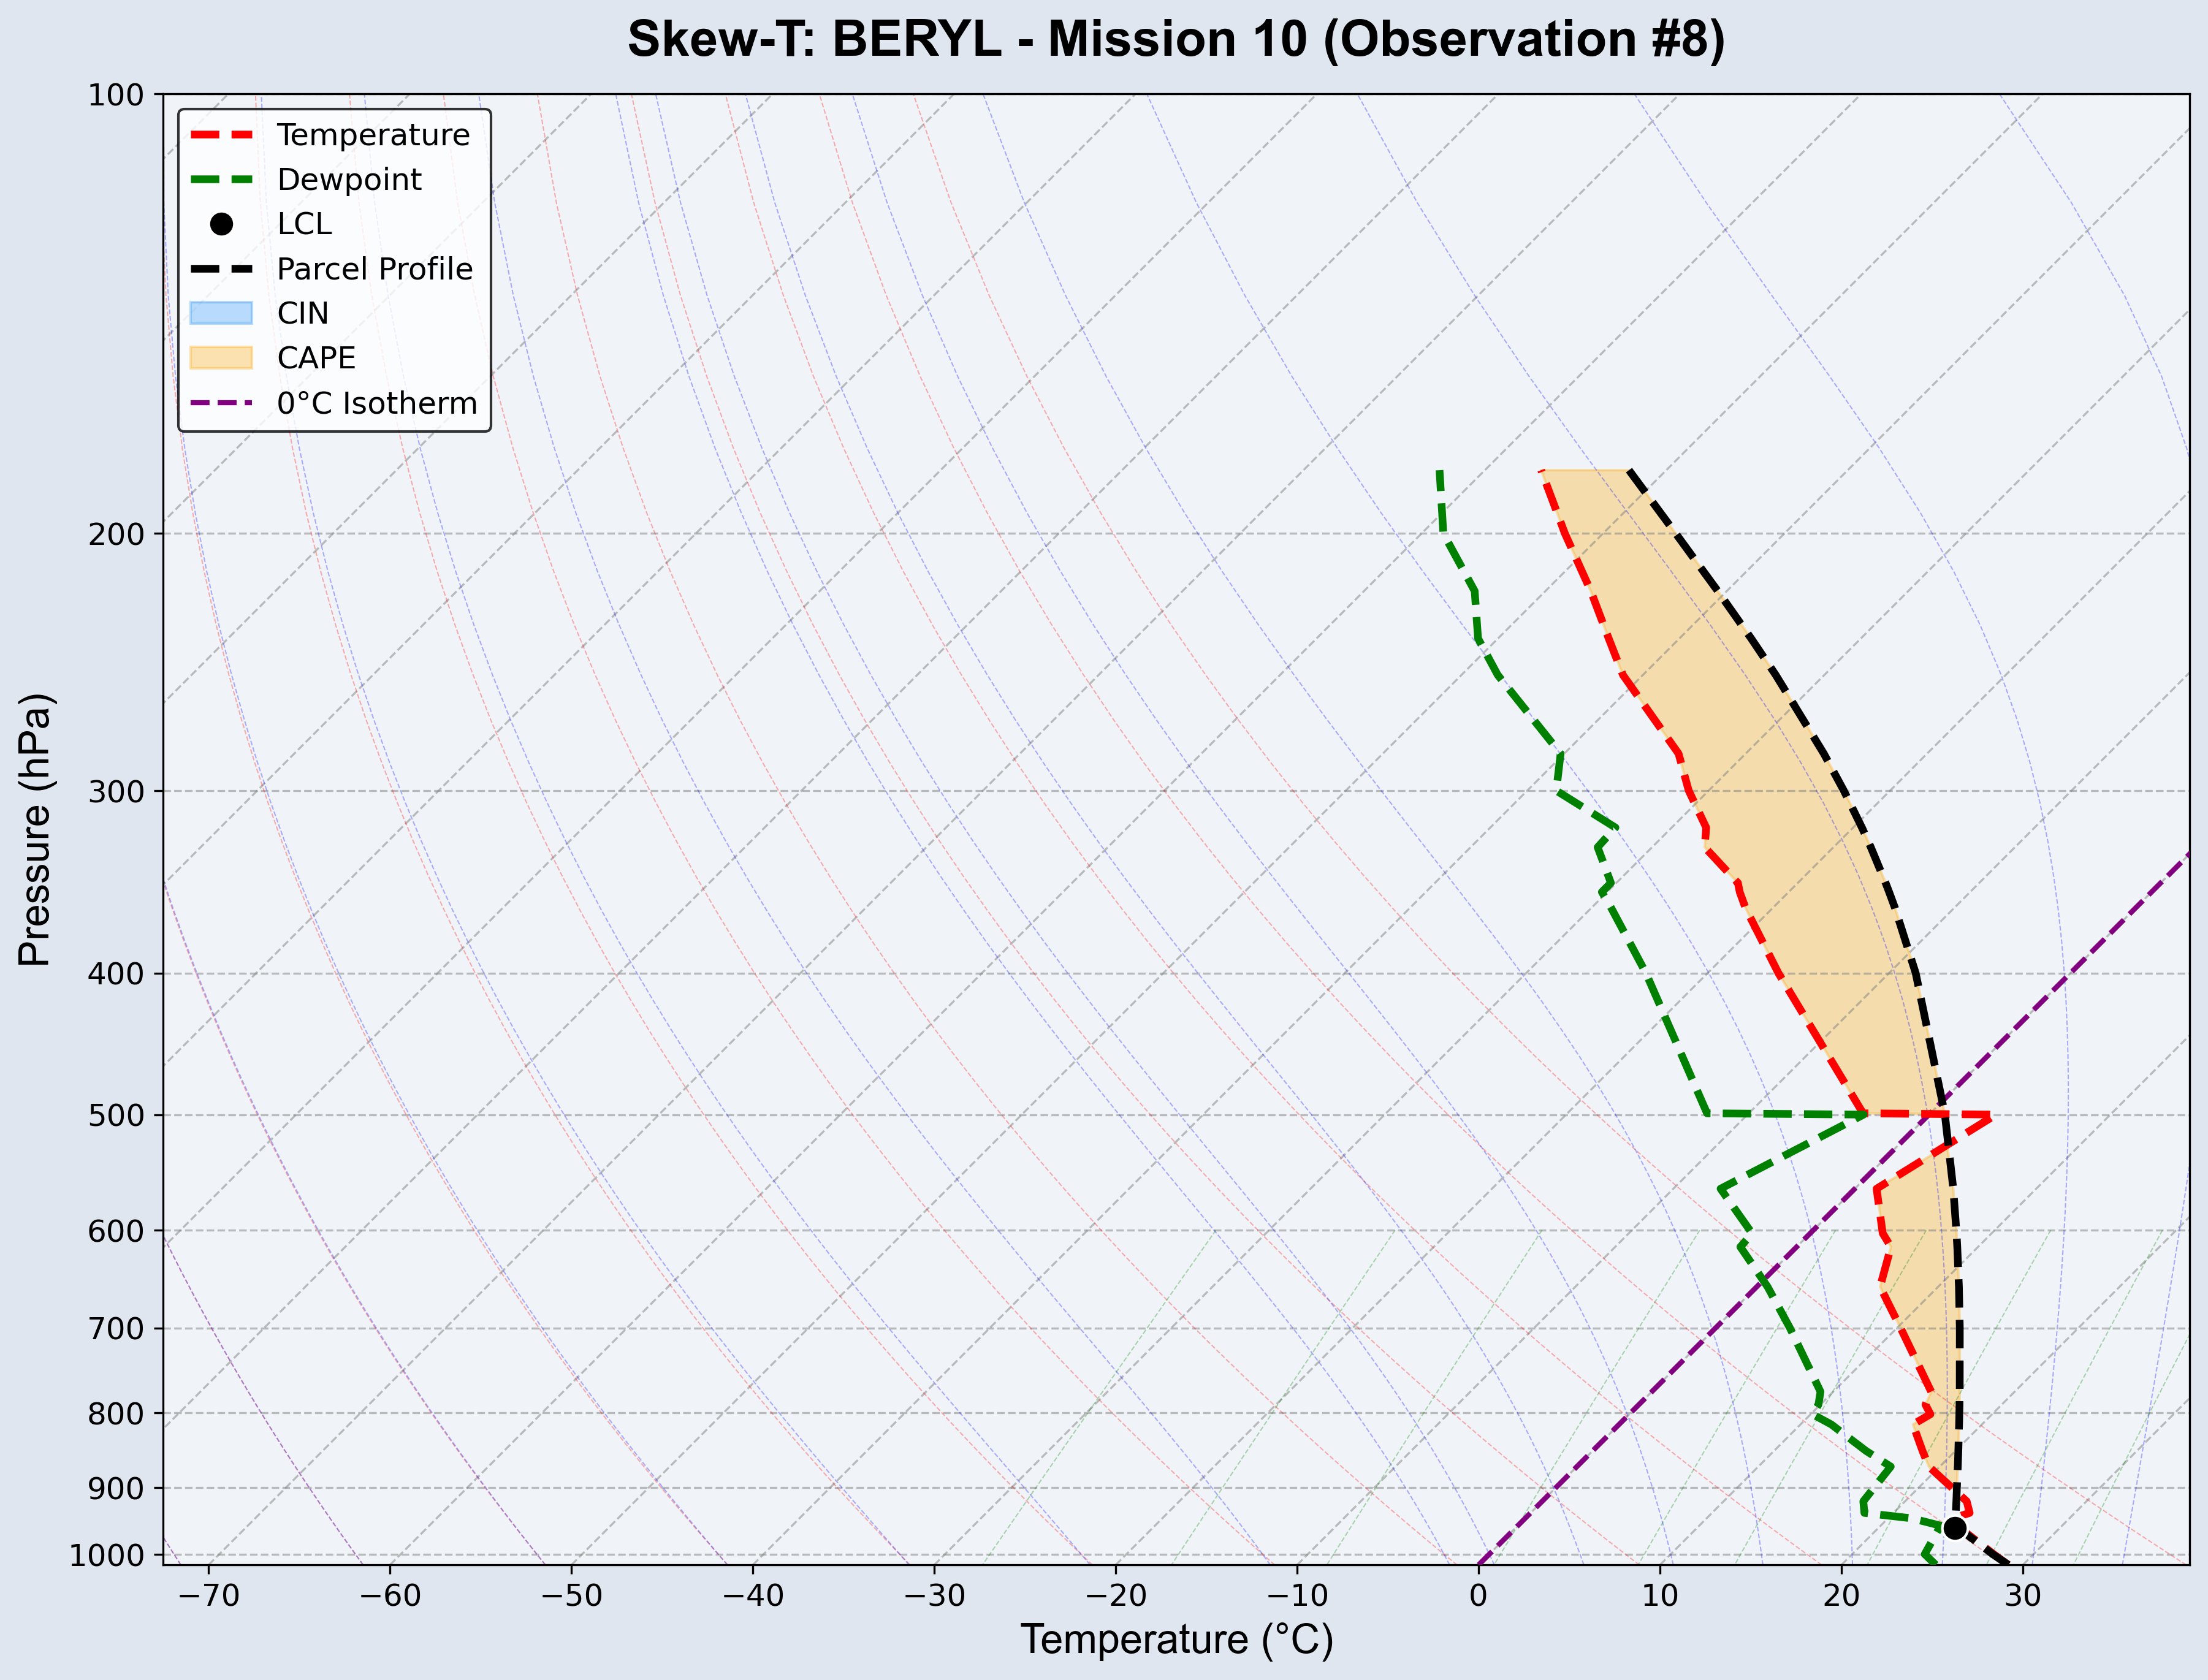 Skew-T: BERYL - Mission 10 (Observation #8)
Temperature
Dewpoint
LCL
Parcel Profile
CIN
CAPE
0°C Isotherm
Pressure (hPa)
100
200
300
400
500
600
700
800
900
1000
−70 −60 −50 −40 −30 −20 −10 0 10 20 30
Temperature (°C)